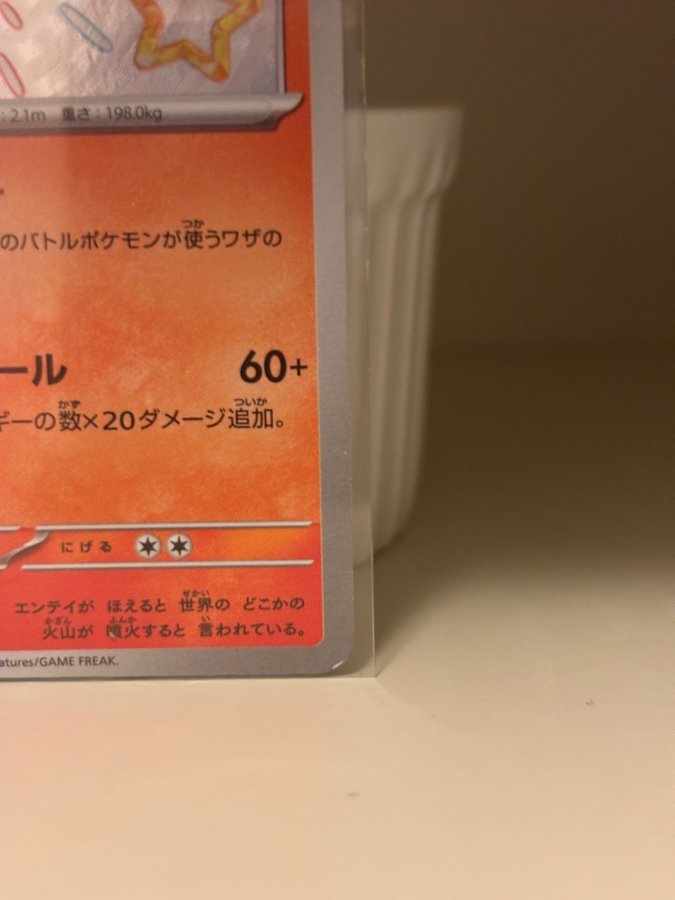 : 2.1m 重さ : 198.0kg
のバトルポケモンが使うワザの
ール 60+
ギーの数×20ダメージ追加。
にげる
エンテイが ほえると 世界の どこかの
火山が 噴火すると 言われている。
atures/GAME FREAK.